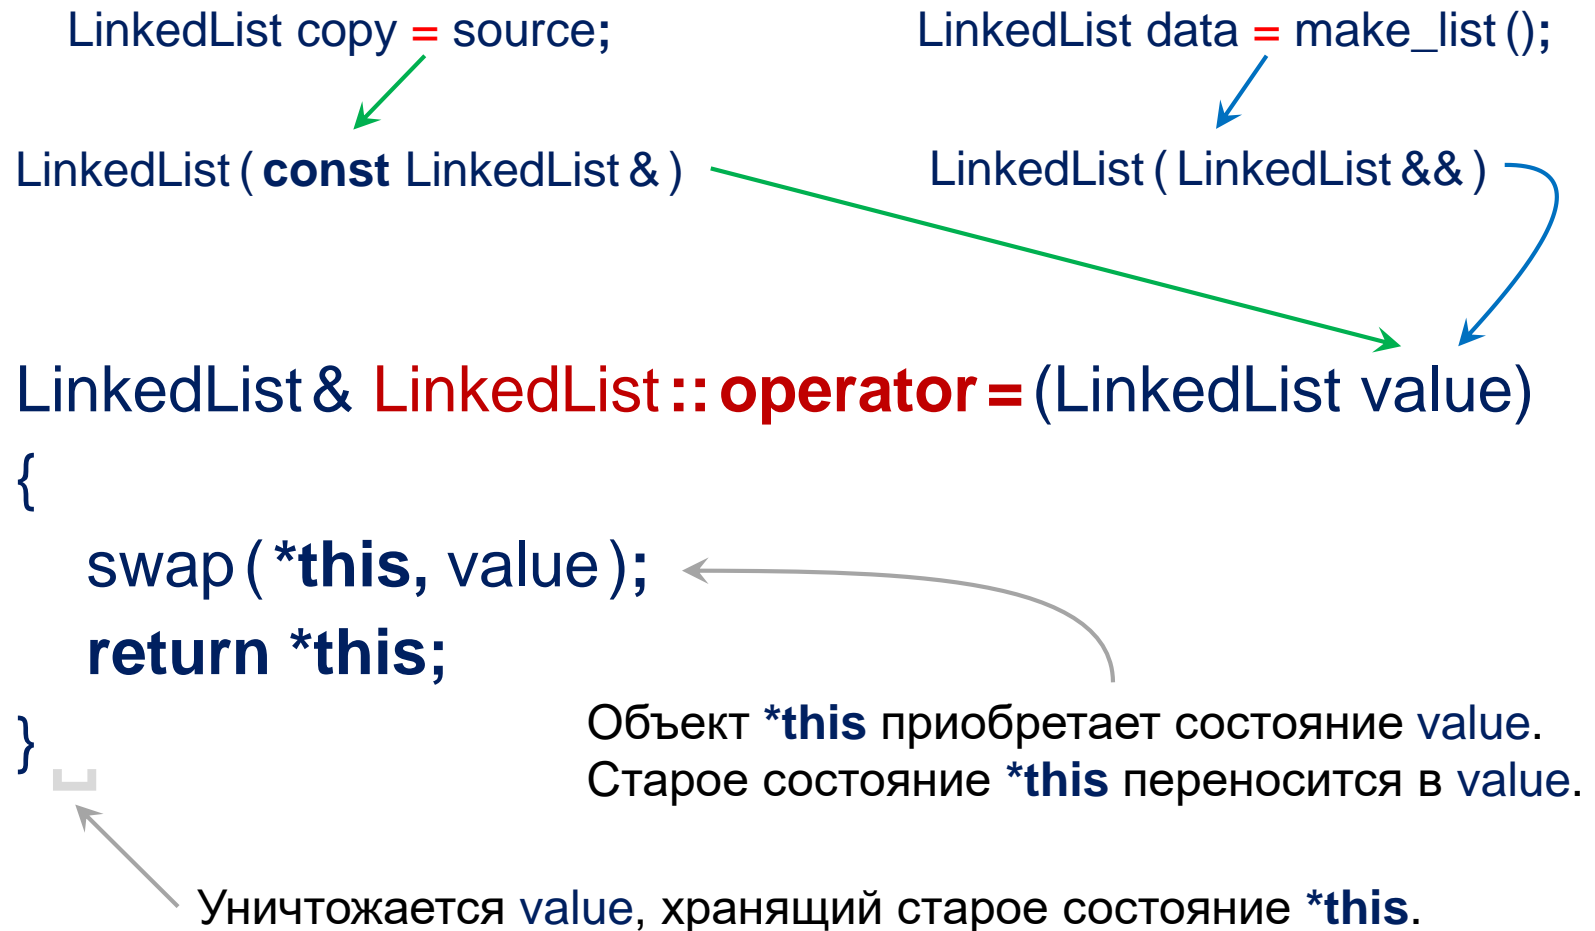 LinkedList copy = source;
LinkedList data = make_list();
LinkedList(const LinkedList&)
LinkedList(LinkedList&&)
LinkedList& LinkedList::operator=(LinkedList value)
{
swap(*this, value);
return *this;
}
Объект *this приобретает состояние value.
Старое состояние *this переносится в value.
Уничтожается value, хранящий старое состояние *this.